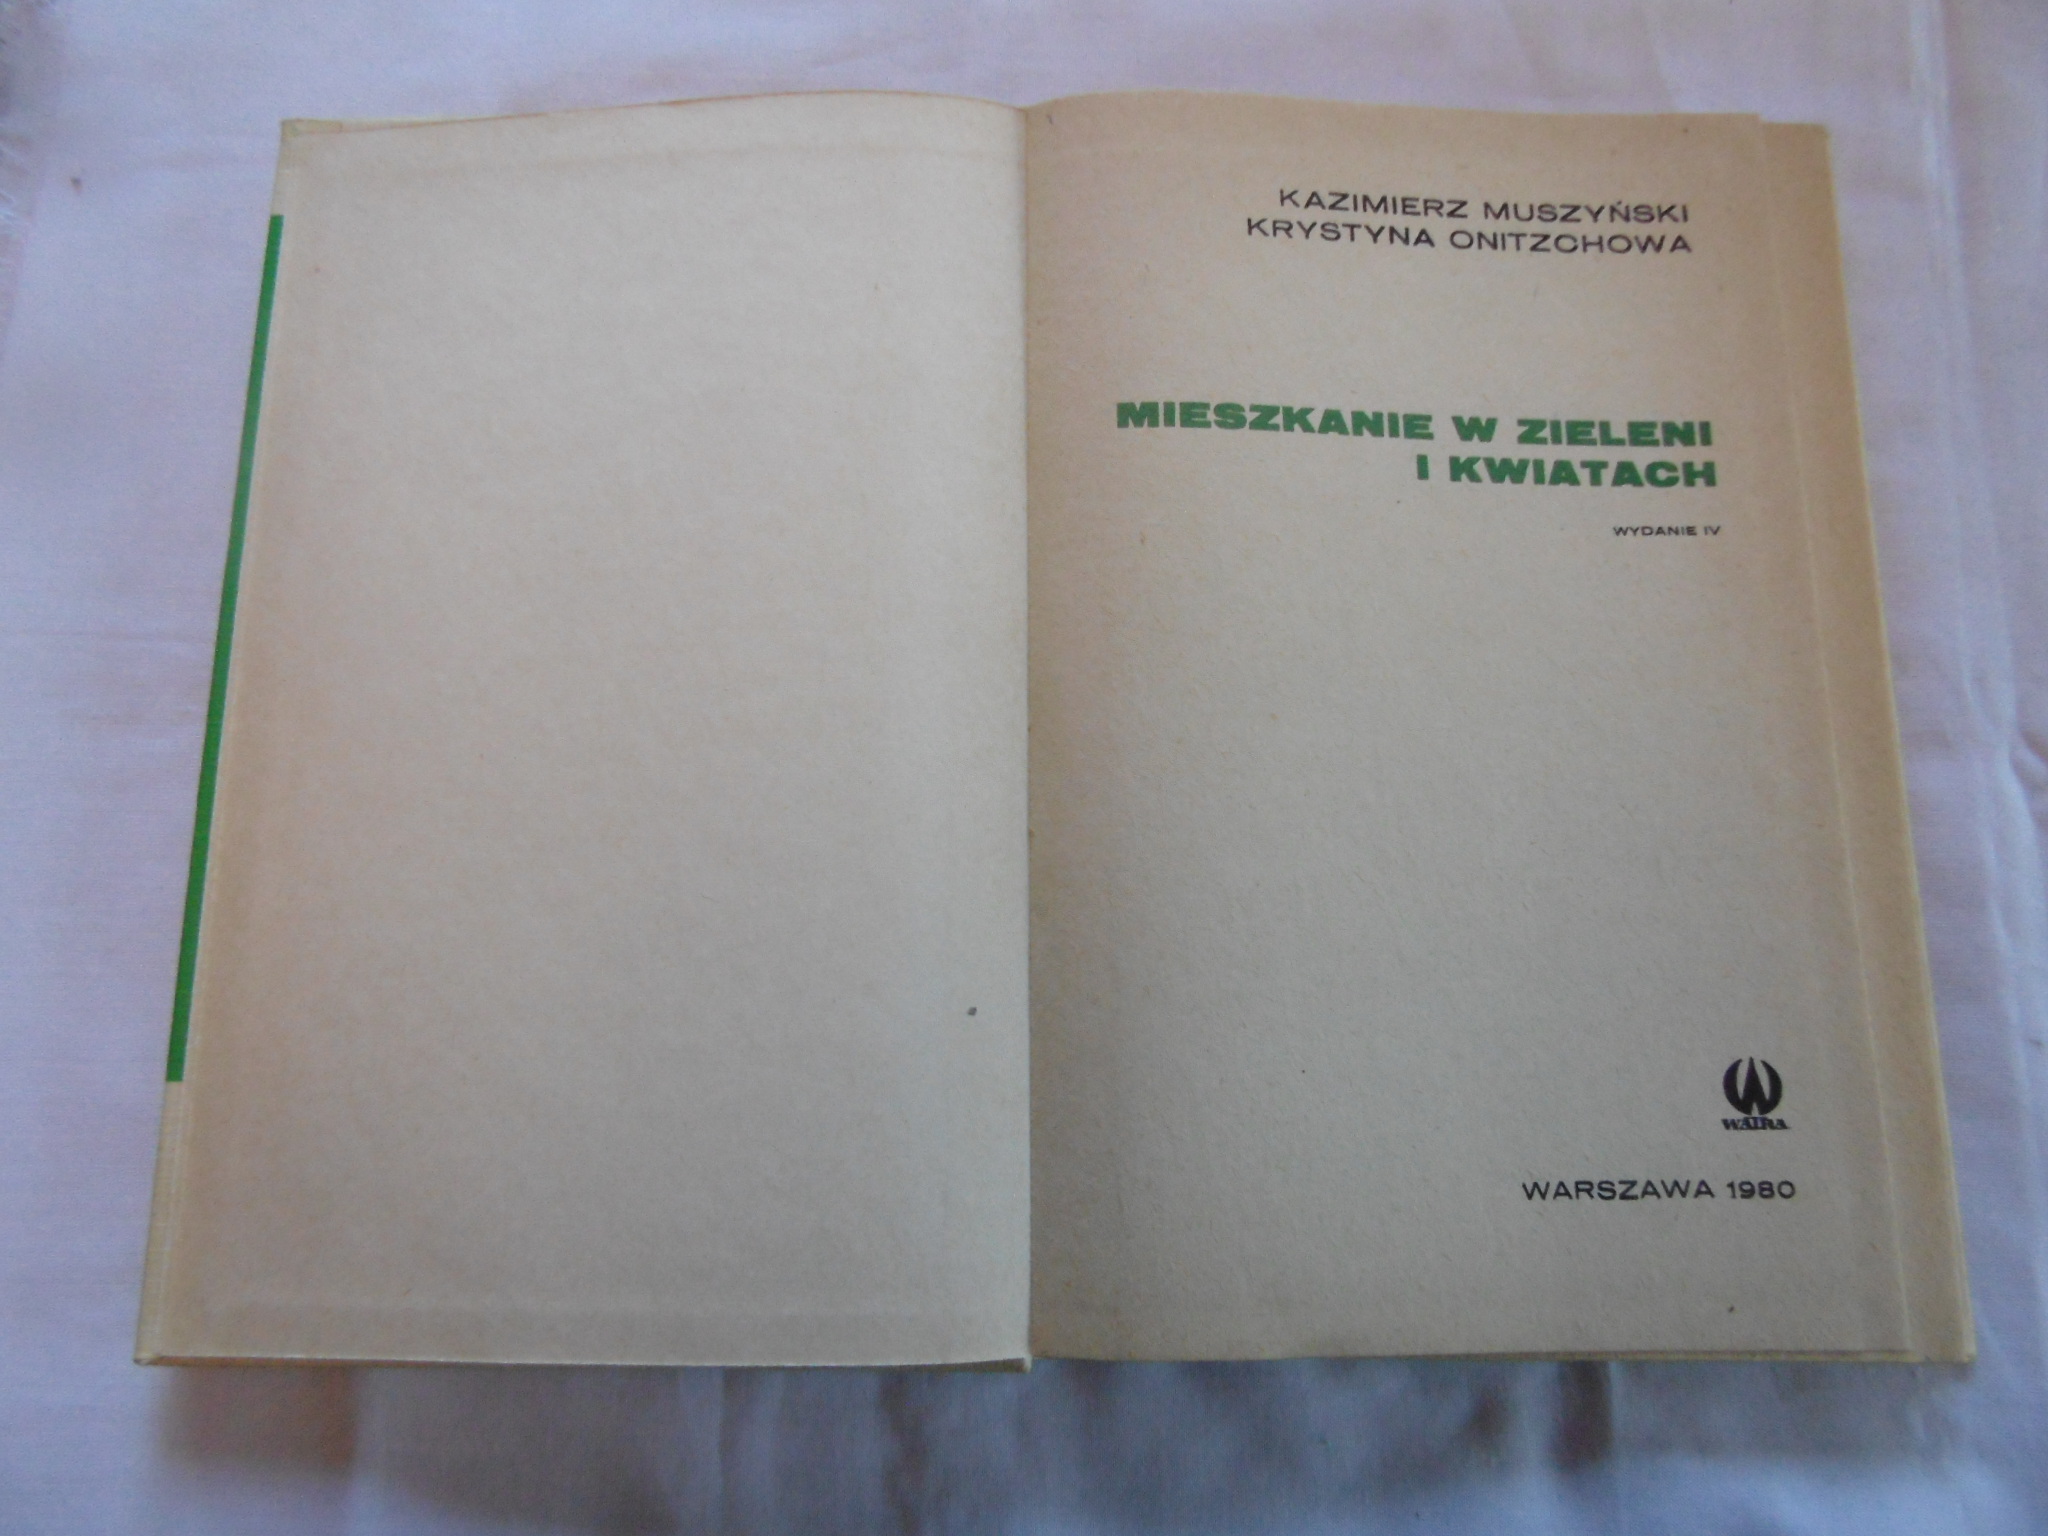 KAZIMIERZ MUSZYŃSKI
KRYSTYNA ONITZCHOWA
MIESZKANIE W ZIELENI
I KWIATACH
WYDANIE IV
WATRA
WARSZAWA 1980